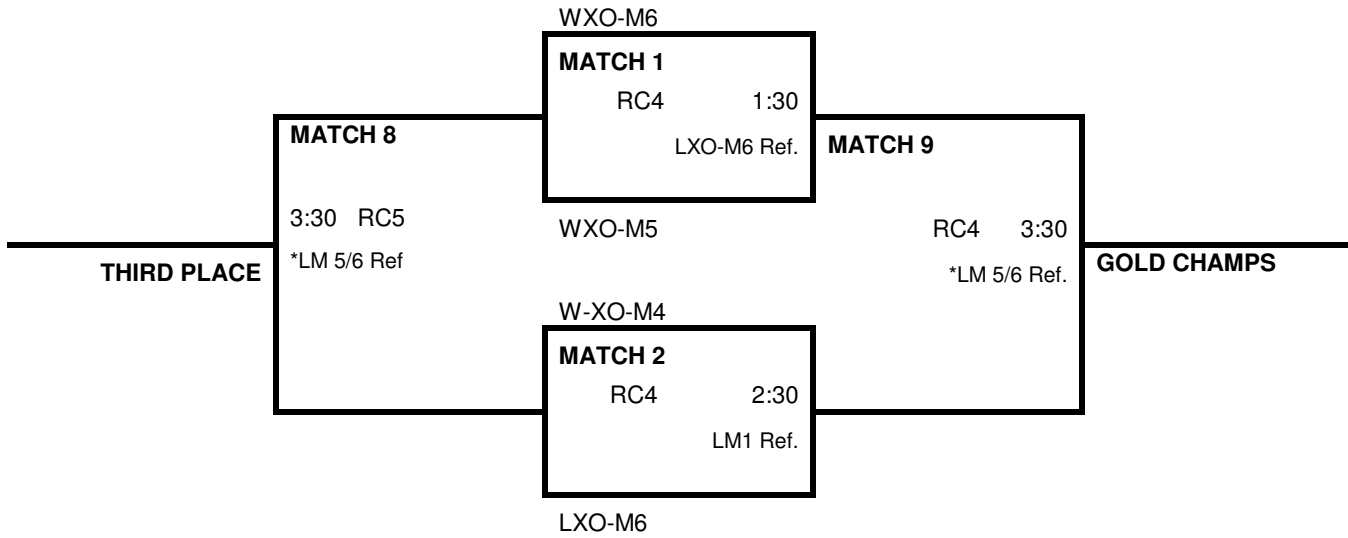 WXO-M6
MATCH 1
RC4 1:30
LXO-M6 Ref.
WXO-M5
MATCH 8
3:30 RC5
*LM 5/6 Ref
THIRD PLACE
MATCH 9
RC4 3:30
*LM 5/6 Ref.
GOLD CHAMPS
W-XO-M4
MATCH 2
RC4 2:30
LM1 Ref.
LXO-M6